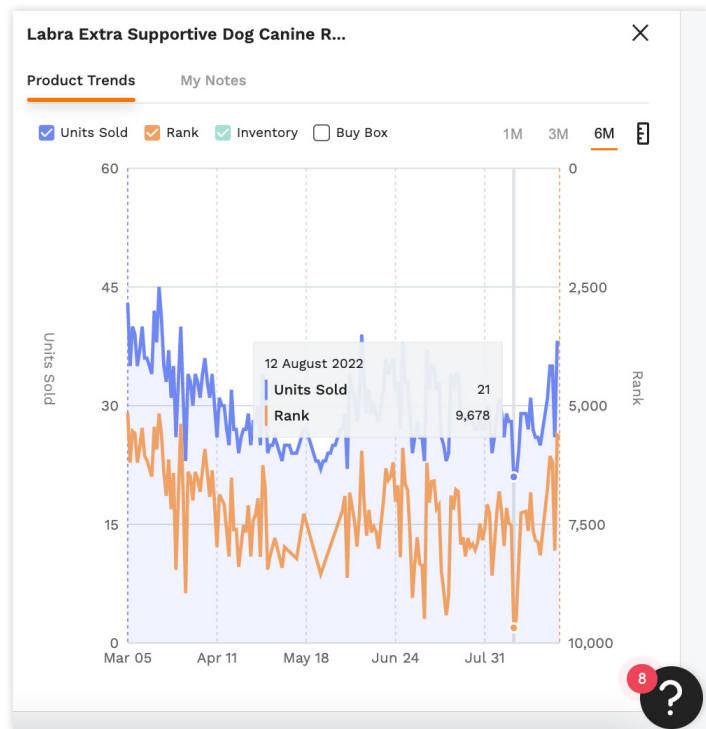 Labra Extra Supportive Dog Canine R...
Product Trends My Notes
Units Sold Rank Inventory Buy Box 1M 3M 6M
60 0
45 2,500
30 5,000
15 7,500
0 10,000
Units Sold
Rank
12 August 2022
Units Sold 21
Rank 9,678
Mar 05 Apr 11 May 18 Jun 24 Jul 31
8
?